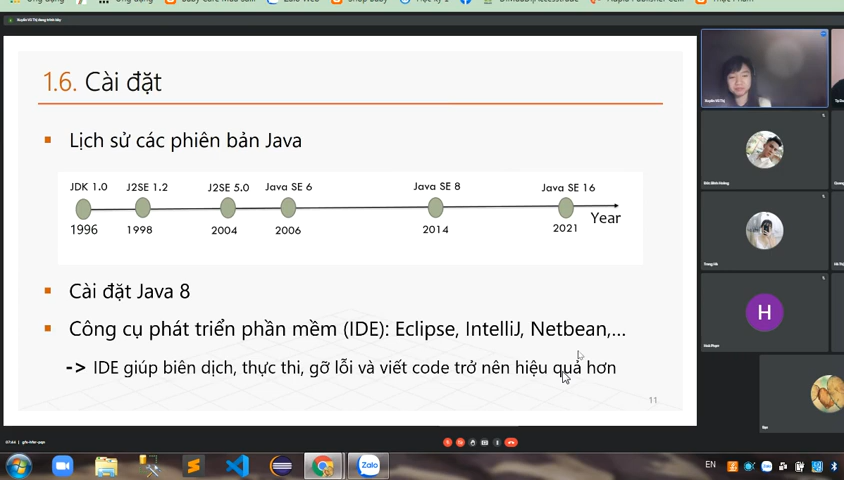 1.6. Cài đặt
Lịch sử các phiên bản Java
JDK 1.0 J2SE 1.2 J2SE 5.0 Java SE 6 Java SE 8 Java SE 16
1996 1998 2004 2006 2014 2021 Year
Cài đặt Java 8
Công cụ phát triển phần mềm (IDE): Eclipse, IntelliJ, Netbean,...
-> IDE giúp biên dịch, thực thi, gỡ lỗi và viết code trở nên hiệu quả hơn
11
H
Zalo
EN